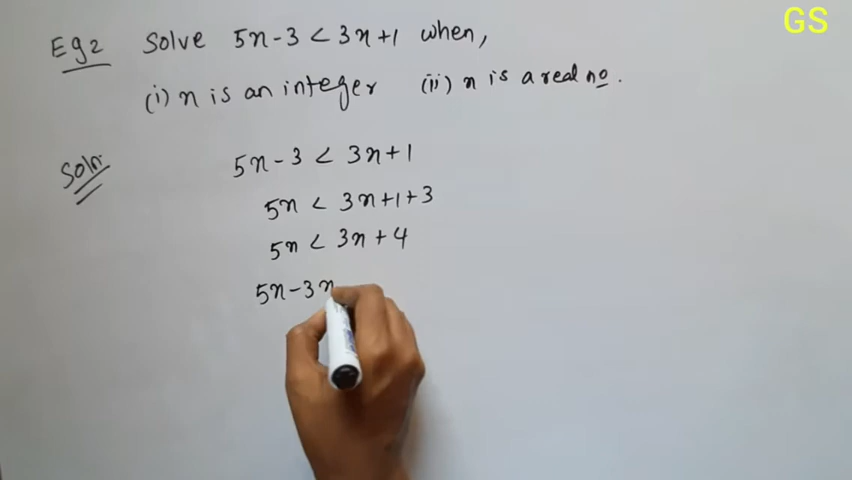 GS
Eg2 Solve 5x-3 < 3x+1 when,
(i) x is an integer (ii) x is a real no.
Soln:
5x-3 < 3x+1
5x < 3x+1+3
5x < 3x+4
5x-3x